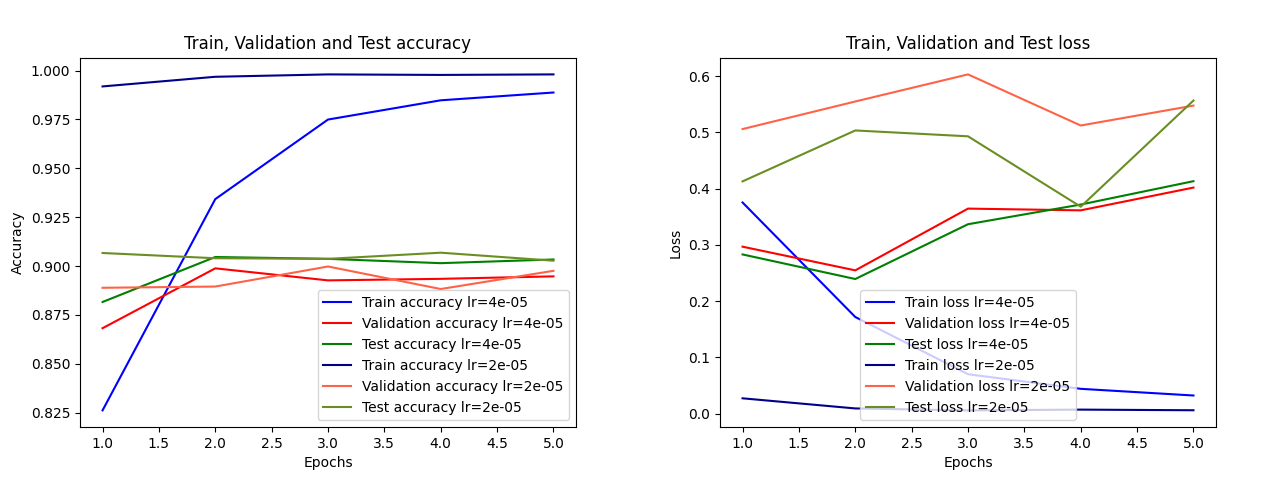 Train, Validation and Test accuracy
Accuracy
1.000
0.975
0.950
0.925
0.900
0.875
0.850
0.825
Train accuracy lr=4e-05
Validation accuracy lr=4e-05
Test accuracy lr=4e-05
Train accuracy lr=2e-05
Validation accuracy lr=2e-05
Test accuracy lr=2e-05
1.0 1.5 2.0 2.5 3.0 3.5 4.0 4.5 5.0
Epochs
Train, Validation and Test loss
Loss
0.6
0.5
0.4
0.3
0.2
0.1
0.0
Train loss lr=4e-05
Validation loss lr=4e-05
Test loss lr=4e-05
Train loss lr=2e-05
Validation loss lr=2e-05
Test loss lr=2e-05
1.0 1.5 2.0 2.5 3.0 3.5 4.0 4.5 5.0
Epochs